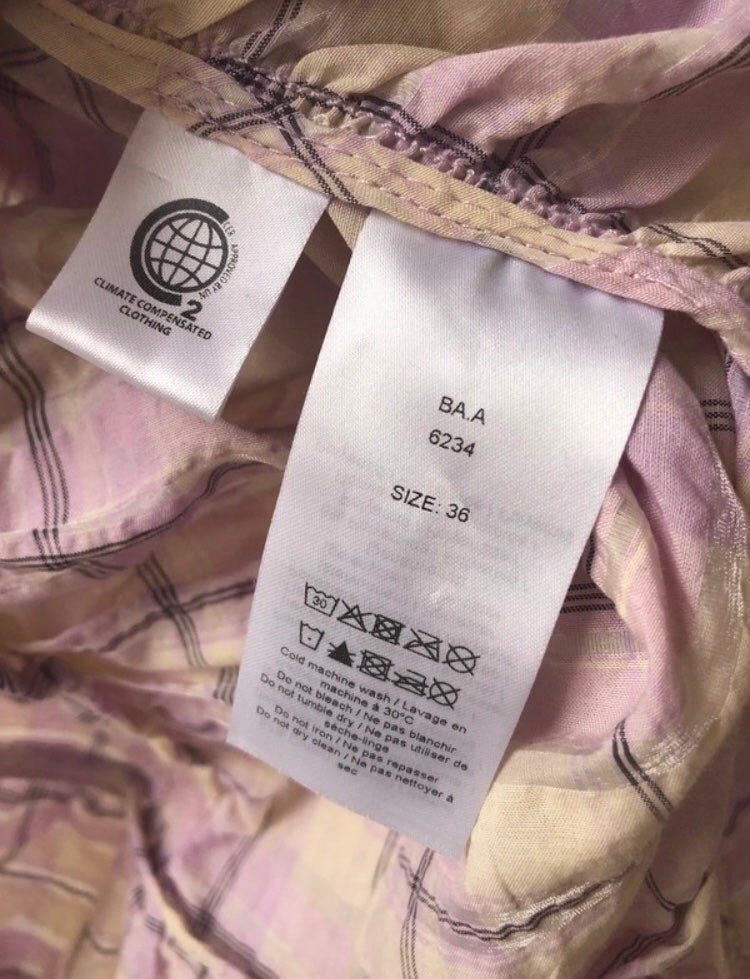 2
CER APPROVED BY UN
CLIMATE COMPENSATED
CLOTHING
BA.A
6234
SIZE: 36
30
Cold machine wash / Lavage en
machine à 30°C
Do not bleach / Ne pas blanchir
Do not tumble dry / Ne pas utiliser de
sèche-linge
Do not iron / Ne pas repasser
Do not dry clean / Ne pas nettoyer à
sec